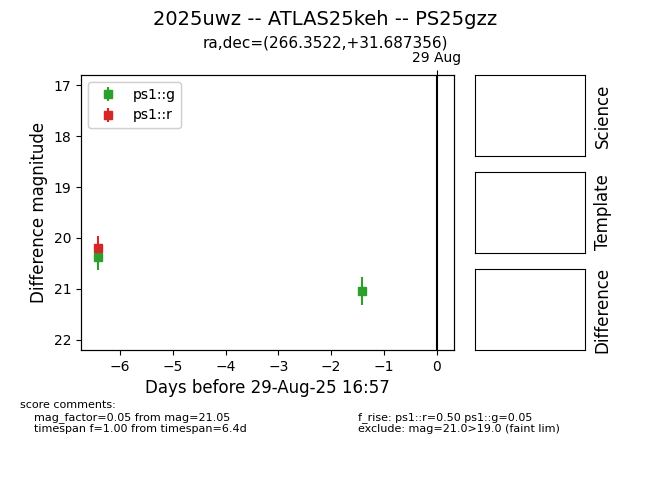 2025uwz -- ATLAS25keh -- PS25gzz
ra,dec=(266.3522,+31.687356)
29 Aug
ps1::g
ps1::r
17
18
19
20
21
22
Difference magnitude
−6
−5
−4
−3
−2
−1
0
Days before 29-Aug-25 16:57
Science
Template
Difference
score comments:
mag_factor=0.05 from mag=21.05
timespan f=1.00 from timespan=6.4d
f_rise: ps1::r=0.50 ps1::g=0.05
exclude: mag=21.0>19.0 (faint lim)